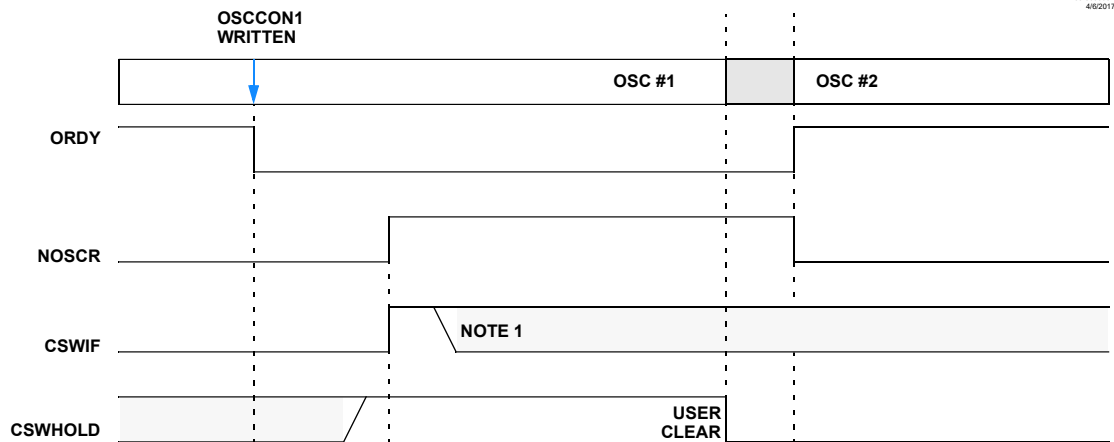 4/6/2017
OSCCON1
WRITTEN
OSC #1
OSC #2
ORDY
NOSCR
CSWIF
NOTE 1
CSWHOLD
USER
CLEAR